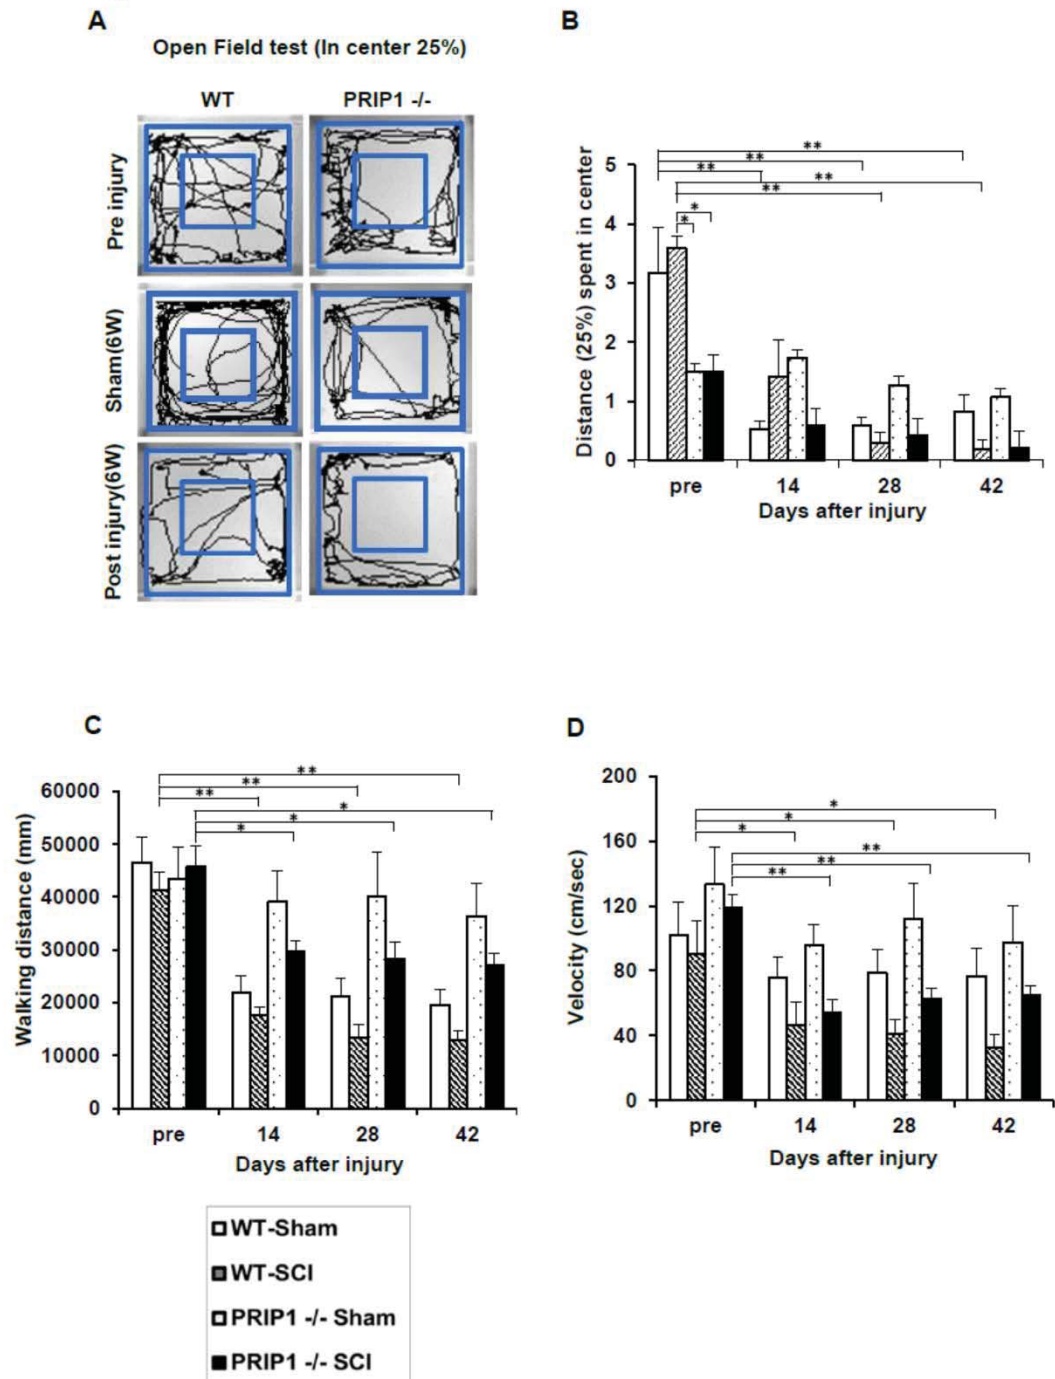 A
Open Field test (In center 25%)
WT PRIP1 -/-
Pre injury
Sham(6W)
Post injury(6W)
B
Distance (25%) spent in center
5
4
3
2
1
0
** ** ** ** ** * *
pre 14 28 42
Days after injury
C
Walking distance (mm)
60000
50000
40000
30000
20000
10000
0
** ** ** * * *
pre 14 28 42
Days after injury
D
Velocity (cm/sec)
200
160
120
80
40
0
* * * ** ** **
pre 14 28 42
Days after injury
WT-Sham
WT-SCI
PRIP1 -/- Sham
PRIP1 -/- SCI